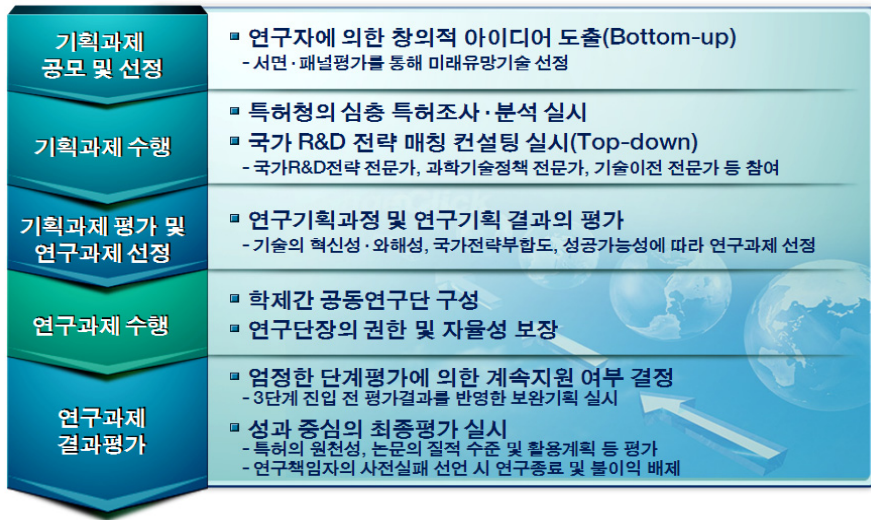 기획과제
공모 및 선정
▪ 연구자에 의한 창의적 아이디어 도출(Bottom-up)
- 서면·패널평가를 통해 미래유망기술 선정
기획과제 수행
▪ 특허청의 심층 특허조사·분석 실시
▪ 국가 R&D 전략 매칭 컨설팅 실시(Top-down)
- 국가R&D전략 전문가, 과학기술정책 전문가, 기술이전 전문가 등 참여
기획과제 평가 및
연구과제 선정
▪ 연구기획과정 및 연구기획 결과의 평가
- 기술의 혁신성·와해성, 국가전략부합도, 성공가능성에 따라 연구과제 선정
연구과제 수행
▪ 학제간 공동연구단 구성
▪ 연구단장의 권한 및 자율성 보장
연구과제
결과평가
▪ 엄정한 단계평가에 의한 계속지원 여부 결정
- 3단계 진입 전 평가결과를 반영한 보완기획 실시
▪ 성과 중심의 최종평가 실시
- 특허의 원천성, 논문의 질적 수준 및 활용계획 등 평가
- 연구책임자의 사전실패 선언 시 연구종료 및 불이익 배제